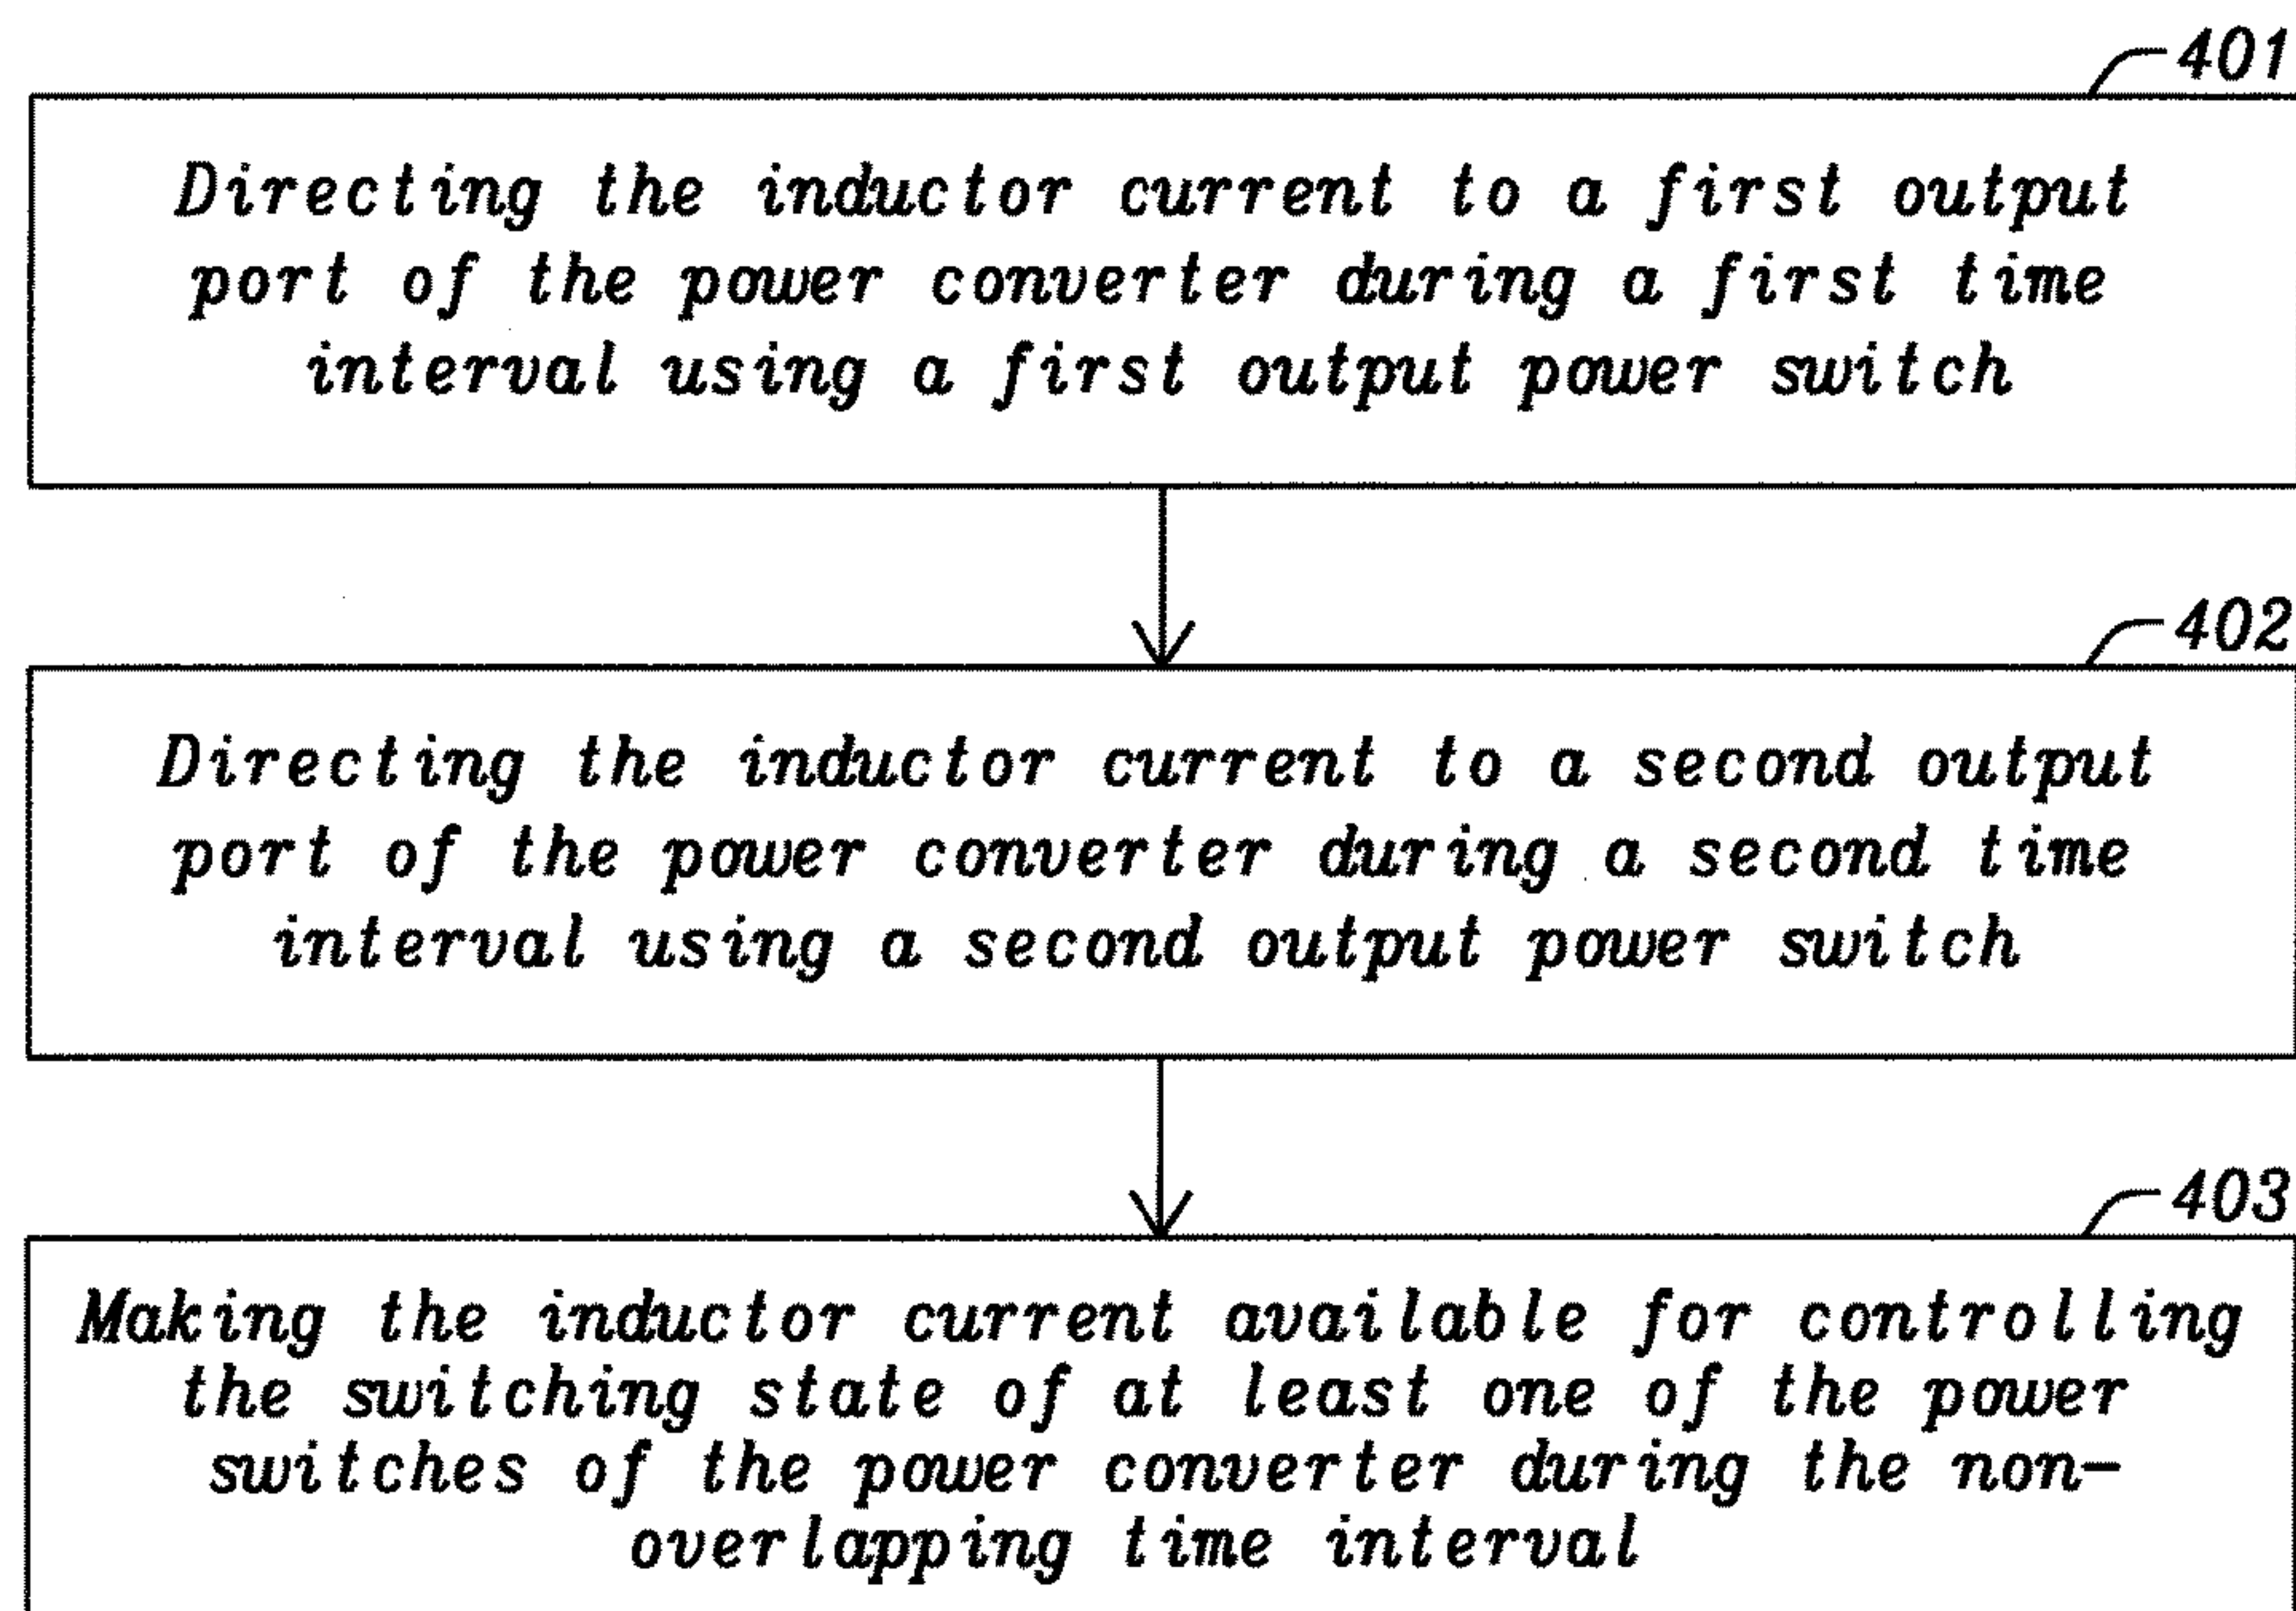 401
Directing the inductor current to a first output
port of the power converter during a first time
interval using a first output power switch
402
Directing the inductor current to a second output
port of the power converter during a second time
interval using a second output power switch
403
Making the inductor current available for controlling
the switching state of at least one of the power
switches of the power converter during the non-
overlapping time interval